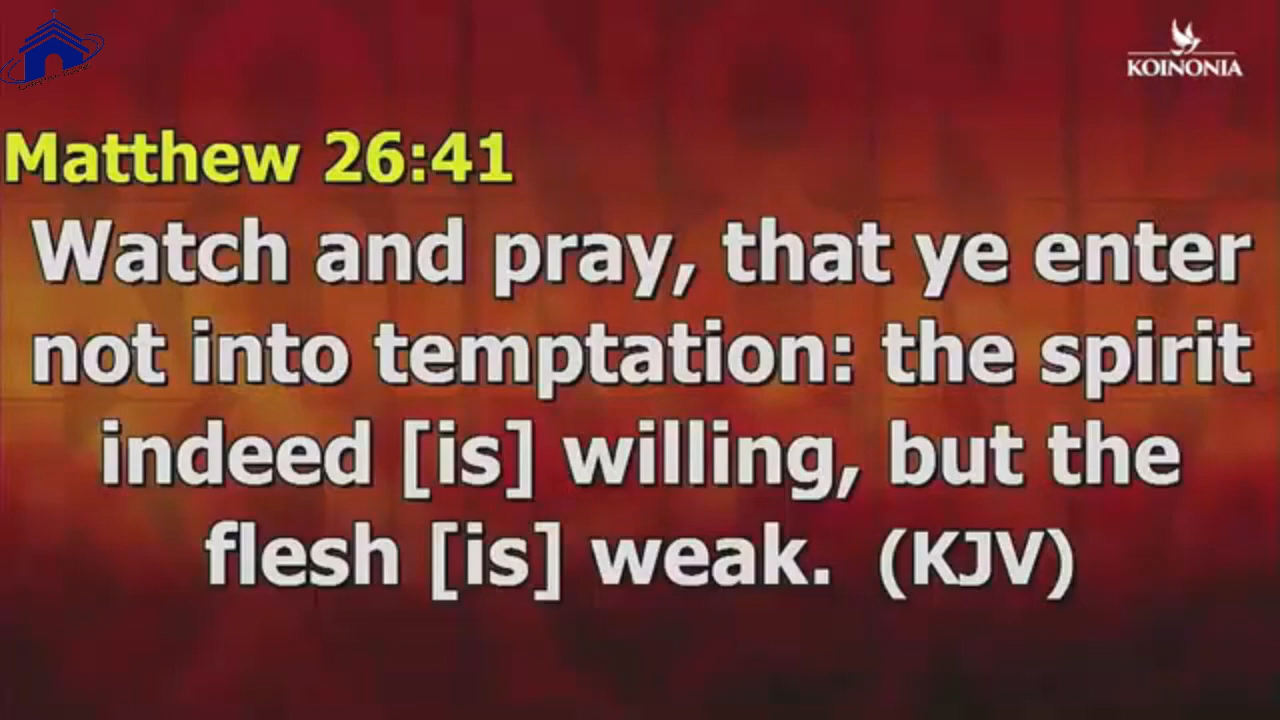 KOINONIA
Matthew 26:41
Watch and pray, that ye enter
not into temptation: the spirit
indeed [is] willing, but the
flesh [is] weak. (KJV)